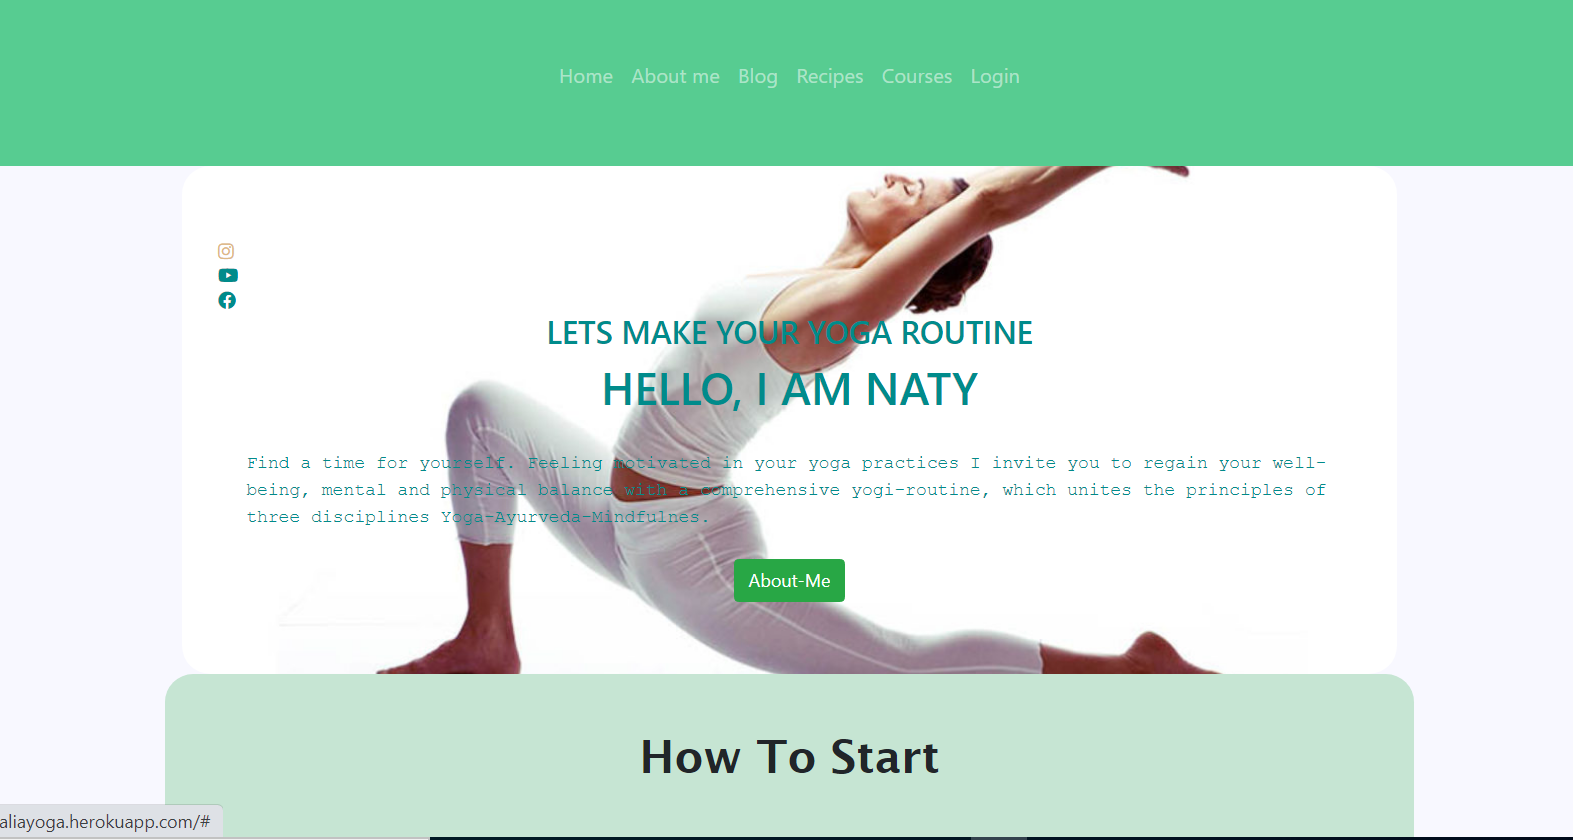 Home About me Blog Recipes Courses Login
LETS MAKE YOUR YOGA ROUTINE
HELLO, I AM NATY
Find a time for yourself. Feeling motivated in your yoga practices I invite you to regain your well-
being, mental and physical balance with a comprehensive yogi-routine, which unites the principles of
three disciplines Yoga-Ayurveda-Mindfulnes.
About-Me
How To Start
aliayoga.herokuapp.com/#